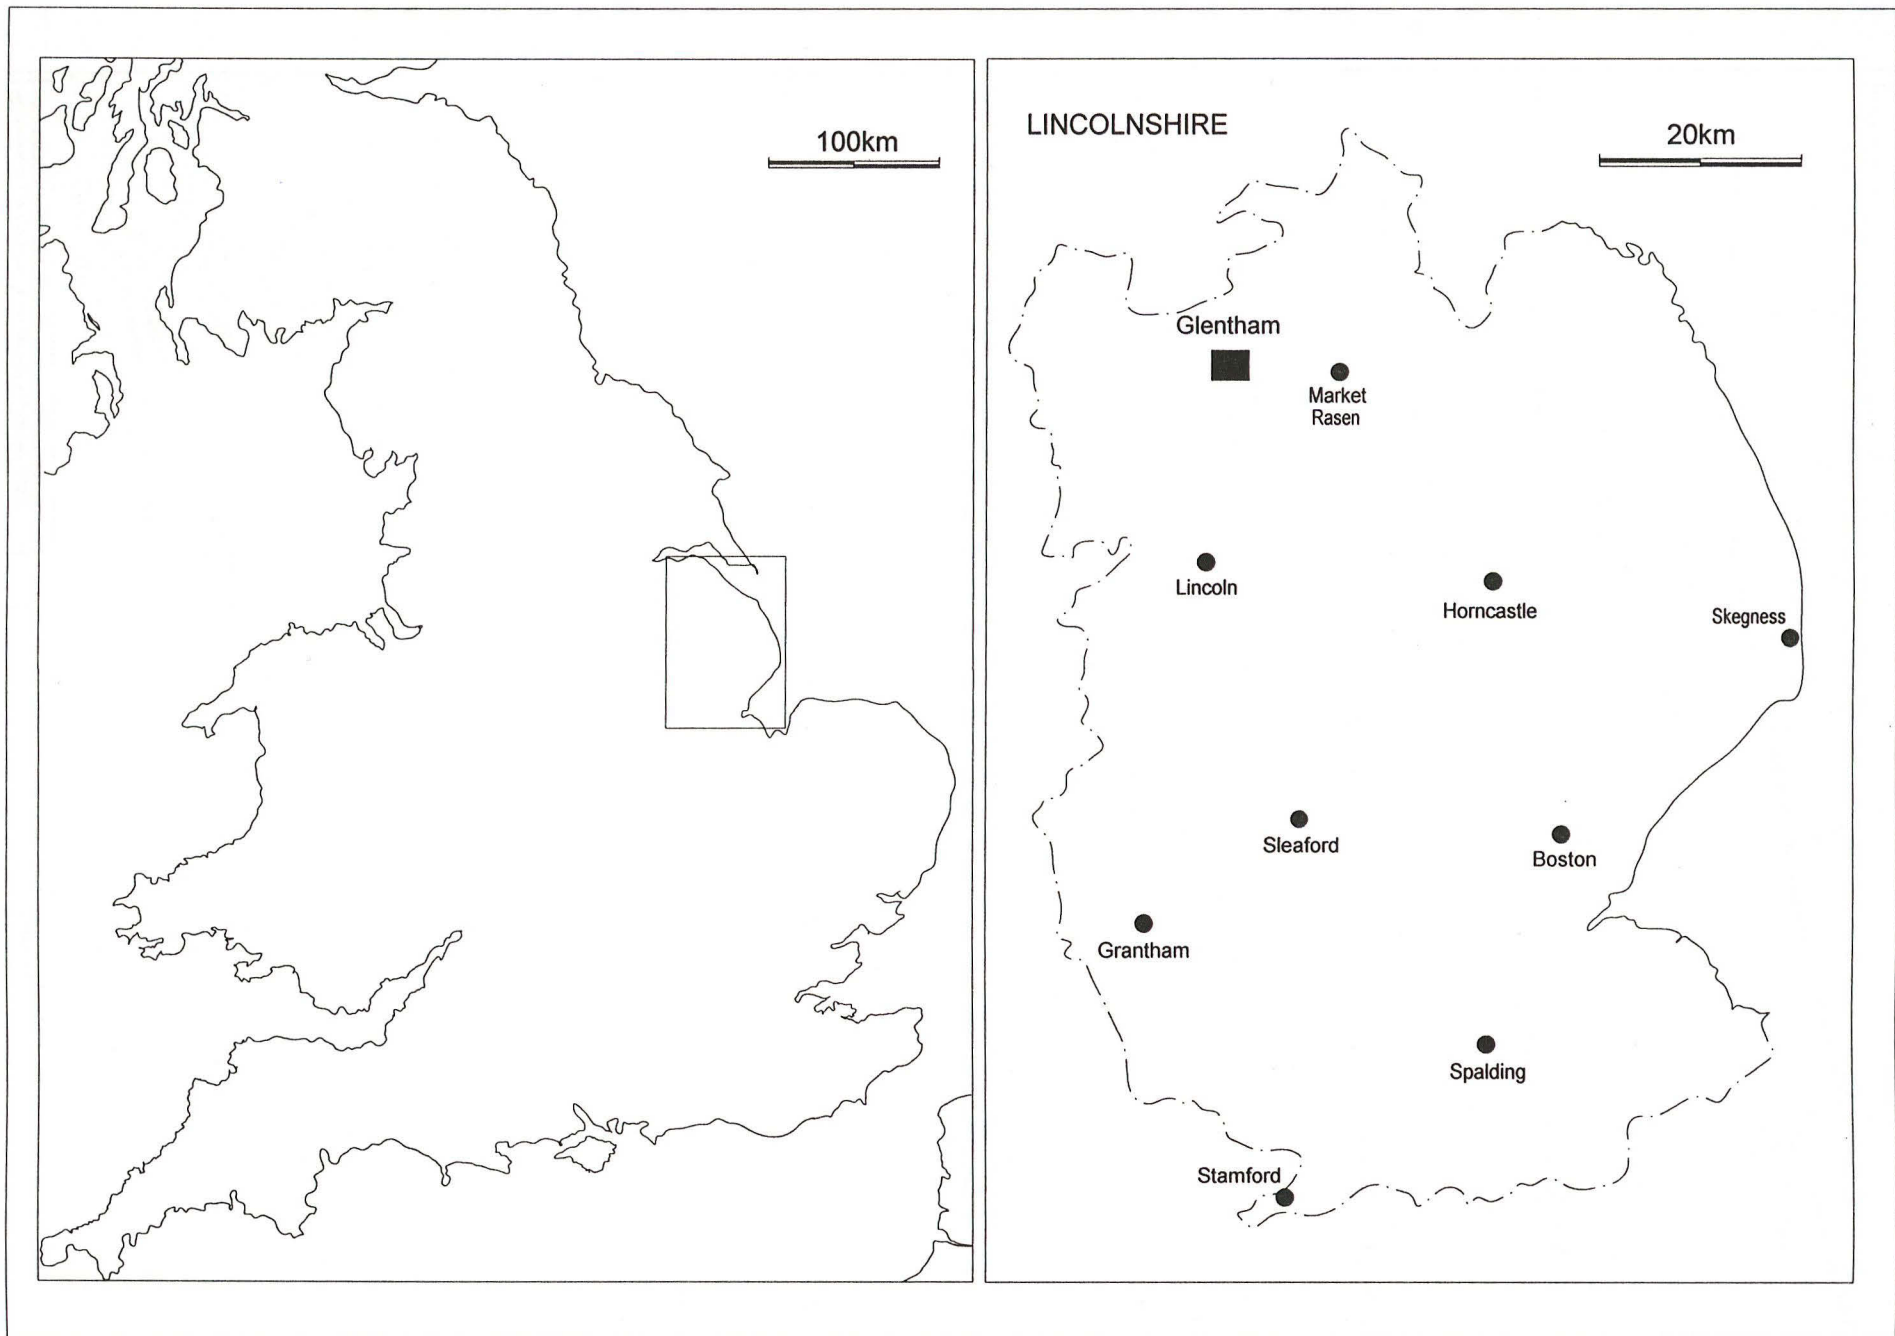 100km
LINCOLNSHIRE
20km
Glentham
Market
Rasen
Lincoln
Horncastle
Skegness
Sleaford
Boston
Grantham
Spalding
Stamford